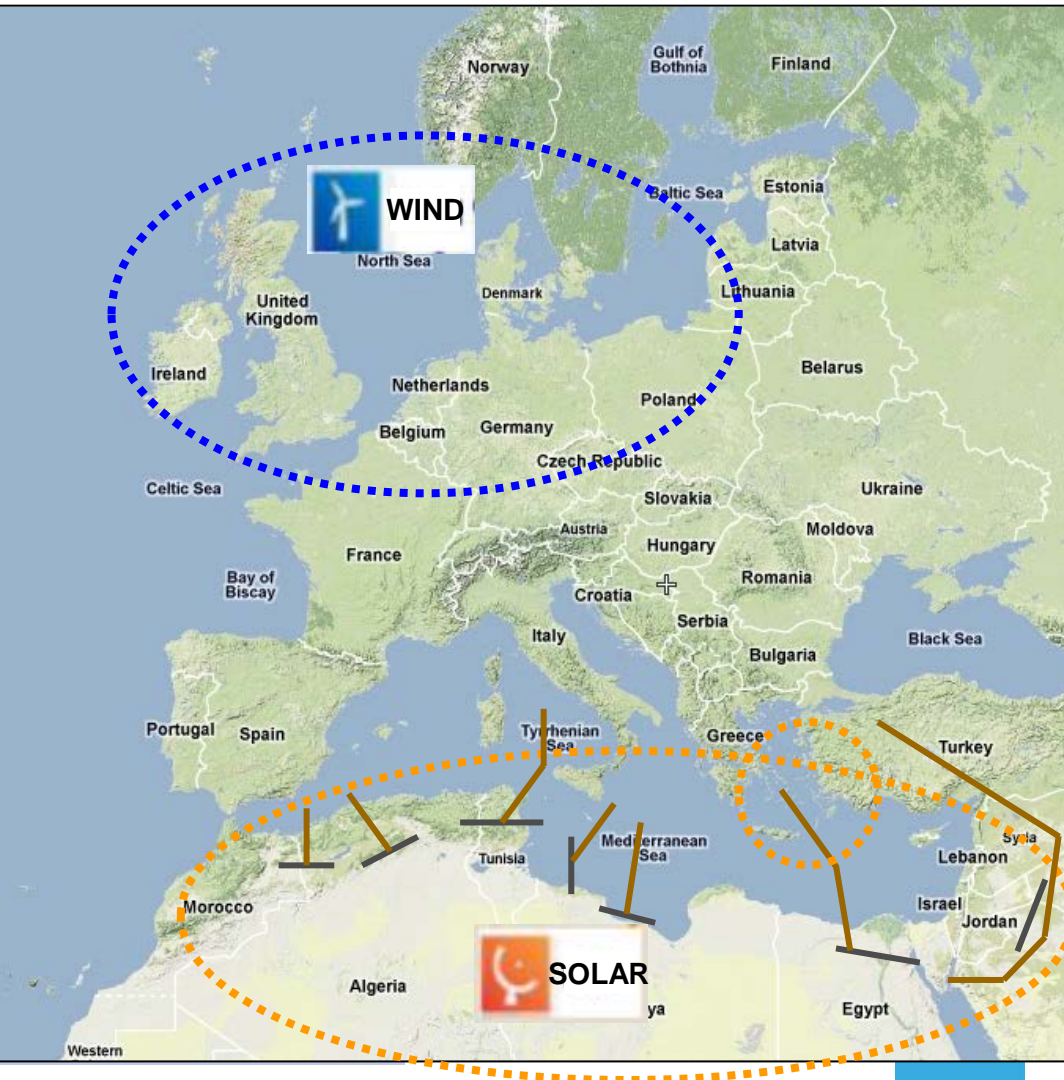 Gulf of
Bothnia
Norway
Finland
Baltic Sea
Estonia
WIND
Latvia
North Sea
Denmark
Lithuania
United
Kingdom
Belarus
Ireland
Netherlands
Poland
Belgium
Germany
Czech Republic
Celtic Sea
Ukraine
Slovakia
Austria
Moldova
Hungary
France
Bay of
Biscay
Romania
Croatia
Serbia
Italy
Black Sea
Bulgaria
Portugal
Spain
Tyrrhenian
Sea
Greece
Turkey
Mediterranean
Sea
Syria
Tunisia
Lebanon
Morocco
Israel
Jordan
SOLAR
Algeria
ya
Egypt
Western